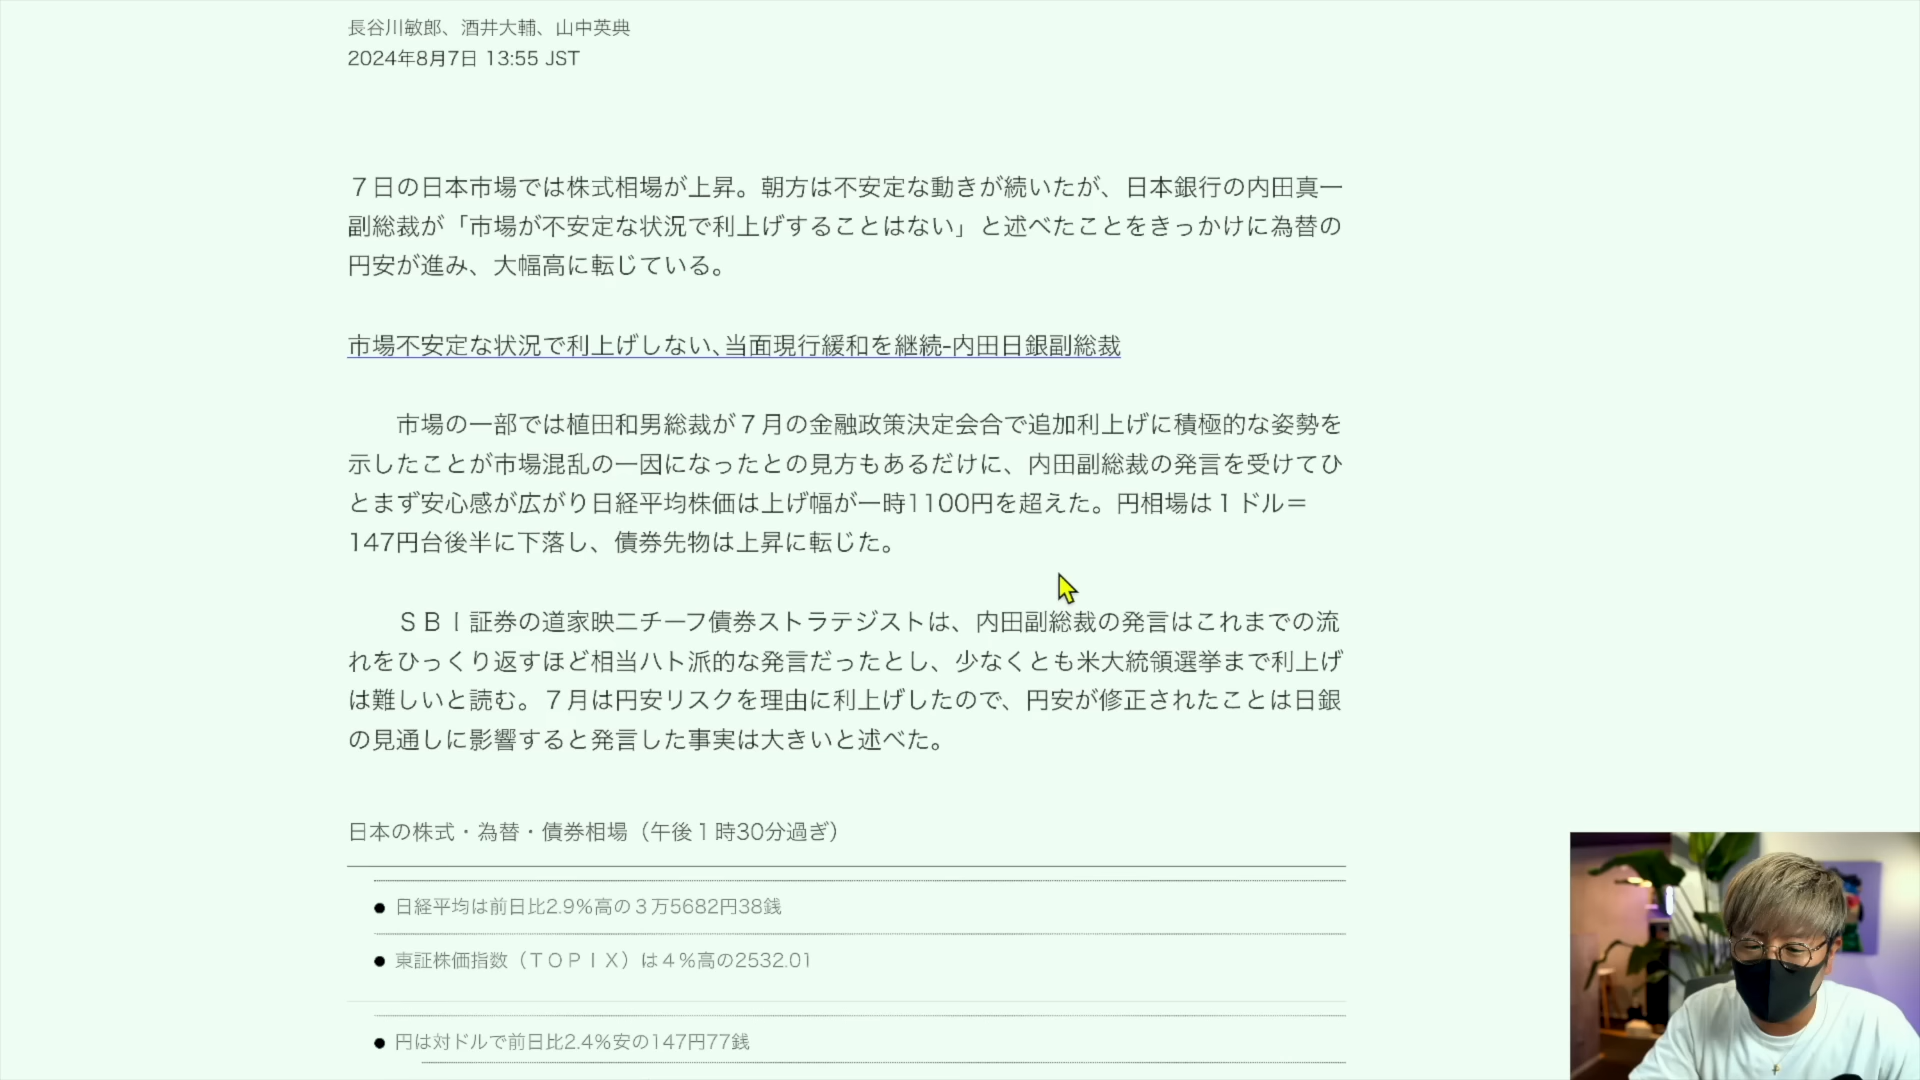 長谷川敏郎、酒井大輔、山中英典
2024年8月7日 13:55 JST
７日の日本市場では株式相場が上昇。朝方は不安定な動きが続いたが、日本銀行の内田真一
副総裁が「市場が不安定な状況で利上げすることはない」と述べたことをきっかけに為替の
円安が進み、大幅高に転じている。
市場不安定な状況で利上げしない、当面現行緩和を継続-内田日銀副総裁
市場の一部では植田和男総裁が７月の金融政策決定会合で追加利上げに積極的な姿勢を
示したことが市場混乱の一因になったとの見方もあるだけに、内田副総裁の発言を受けてひ
とまず安心感が広がり日経平均株価は上げ幅が一時1100円を超えた。円相場は１ドル＝
147円台後半に下落し、債券先物は上昇に転じた。
ＳＢＩ証券の道家映二チーフ債券ストラテジストは、内田副総裁の発言はこれまでの流
れをひっくり返すほど相当ハト派的な発言だったとし、少なくとも米大統領選挙まで利上げ
は難しいと読む。７月は円安リスクを理由に利上げしたので、円安が修正されたことは日銀
の見通しに影響すると発言した事実は大きいと述べた。
日本の株式・為替・債券相場（午後１時30分過ぎ）
● 日経平均は前日比2.9％高の３万5682円38銭
● 東証株価指数（ＴＯＰＩＸ）は４％高の2532.01
● 円は対ドルで前日比2.4％安の147円77銭